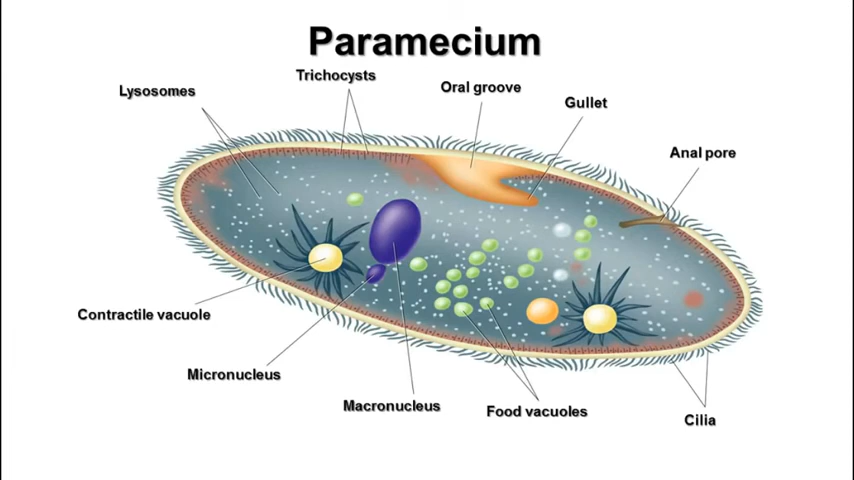 Paramecium
Trichocysts
Lysosomes
Oral groove
Gullet
Anal pore
Contractile vacuole
Micronucleus
Macronucleus
Food vacuoles
Cilia